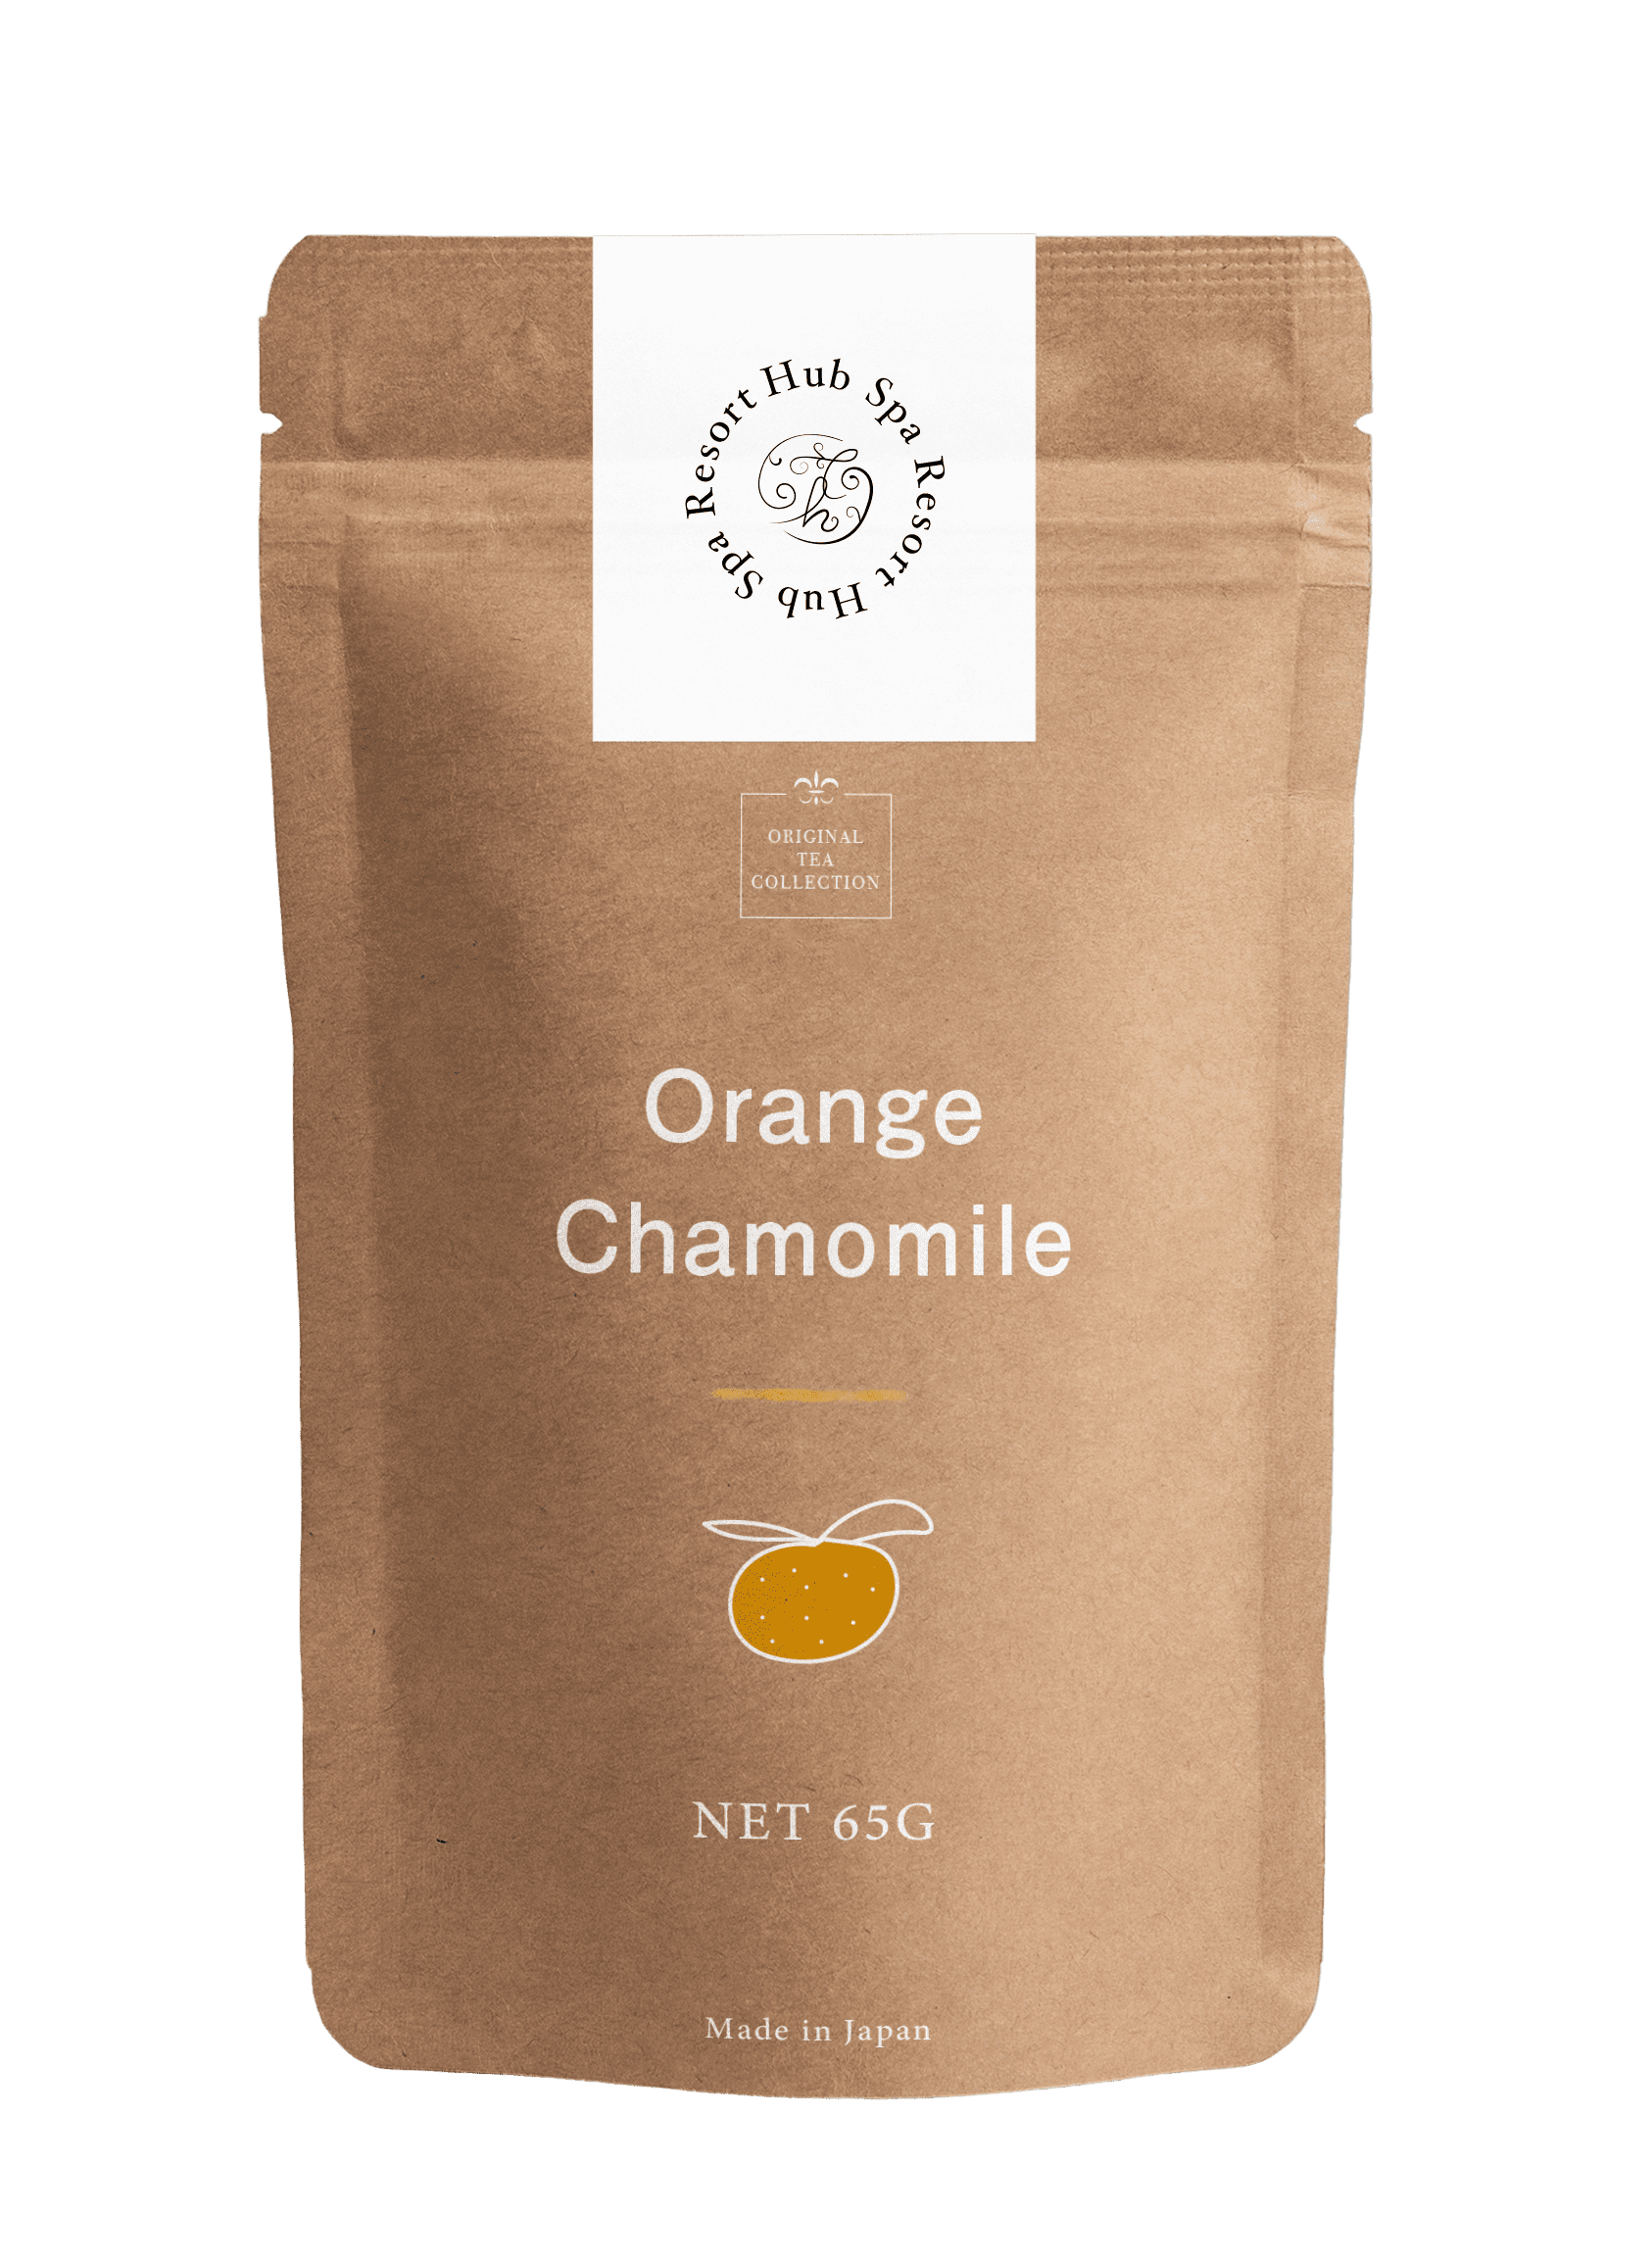 Resort Hub Spa Resort Hub Spa
h
ORIGINAL
TEA
COLLECTION
Orange
Chamomile
NET 65G
Made in Japan